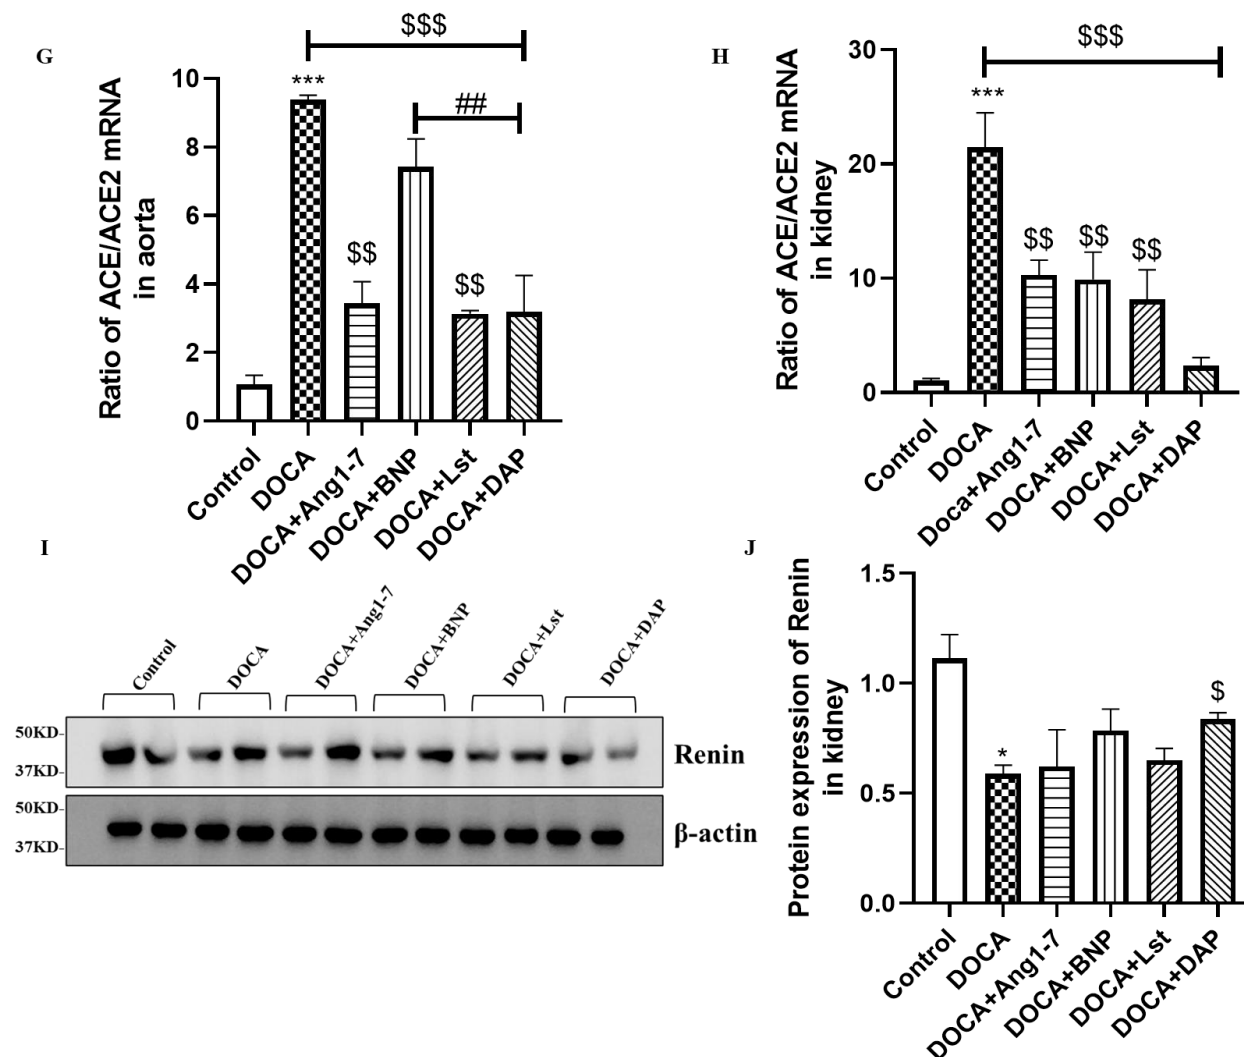 G
$$$
***
##
$$
$$
10
8
6
4
2
0
Ratio of ACE/ACE2 mRNA
in aorta
Control
DOCA
DOCA+Ang1-7
DOCA+BNP
DOCA+Lst
DOCA+DAP
H
$$$
***
$$
$$
$$
30
20
10
0
Ratio of ACE/ACE2 mRNA
in kidney
Control
DOCA
Doca+Ang1-7
DOCA+BNP
DOCA+Lst
DOCA+DAP
I
Control
DOCA
DOCA+Ang1-7
DOCA+BNP
DOCA+Lst
DOCA+DAP
50KD-
37KD-
Renin
50KD-
37KD-
β-actin
J
1.5
1.0
0.5
0.0
Protein expression of Renin
in kidney
*
$
Control
DOCA
DOCA+Ang1-7
DOCA+BNP
DOCA+Lst
DOCA+DAP